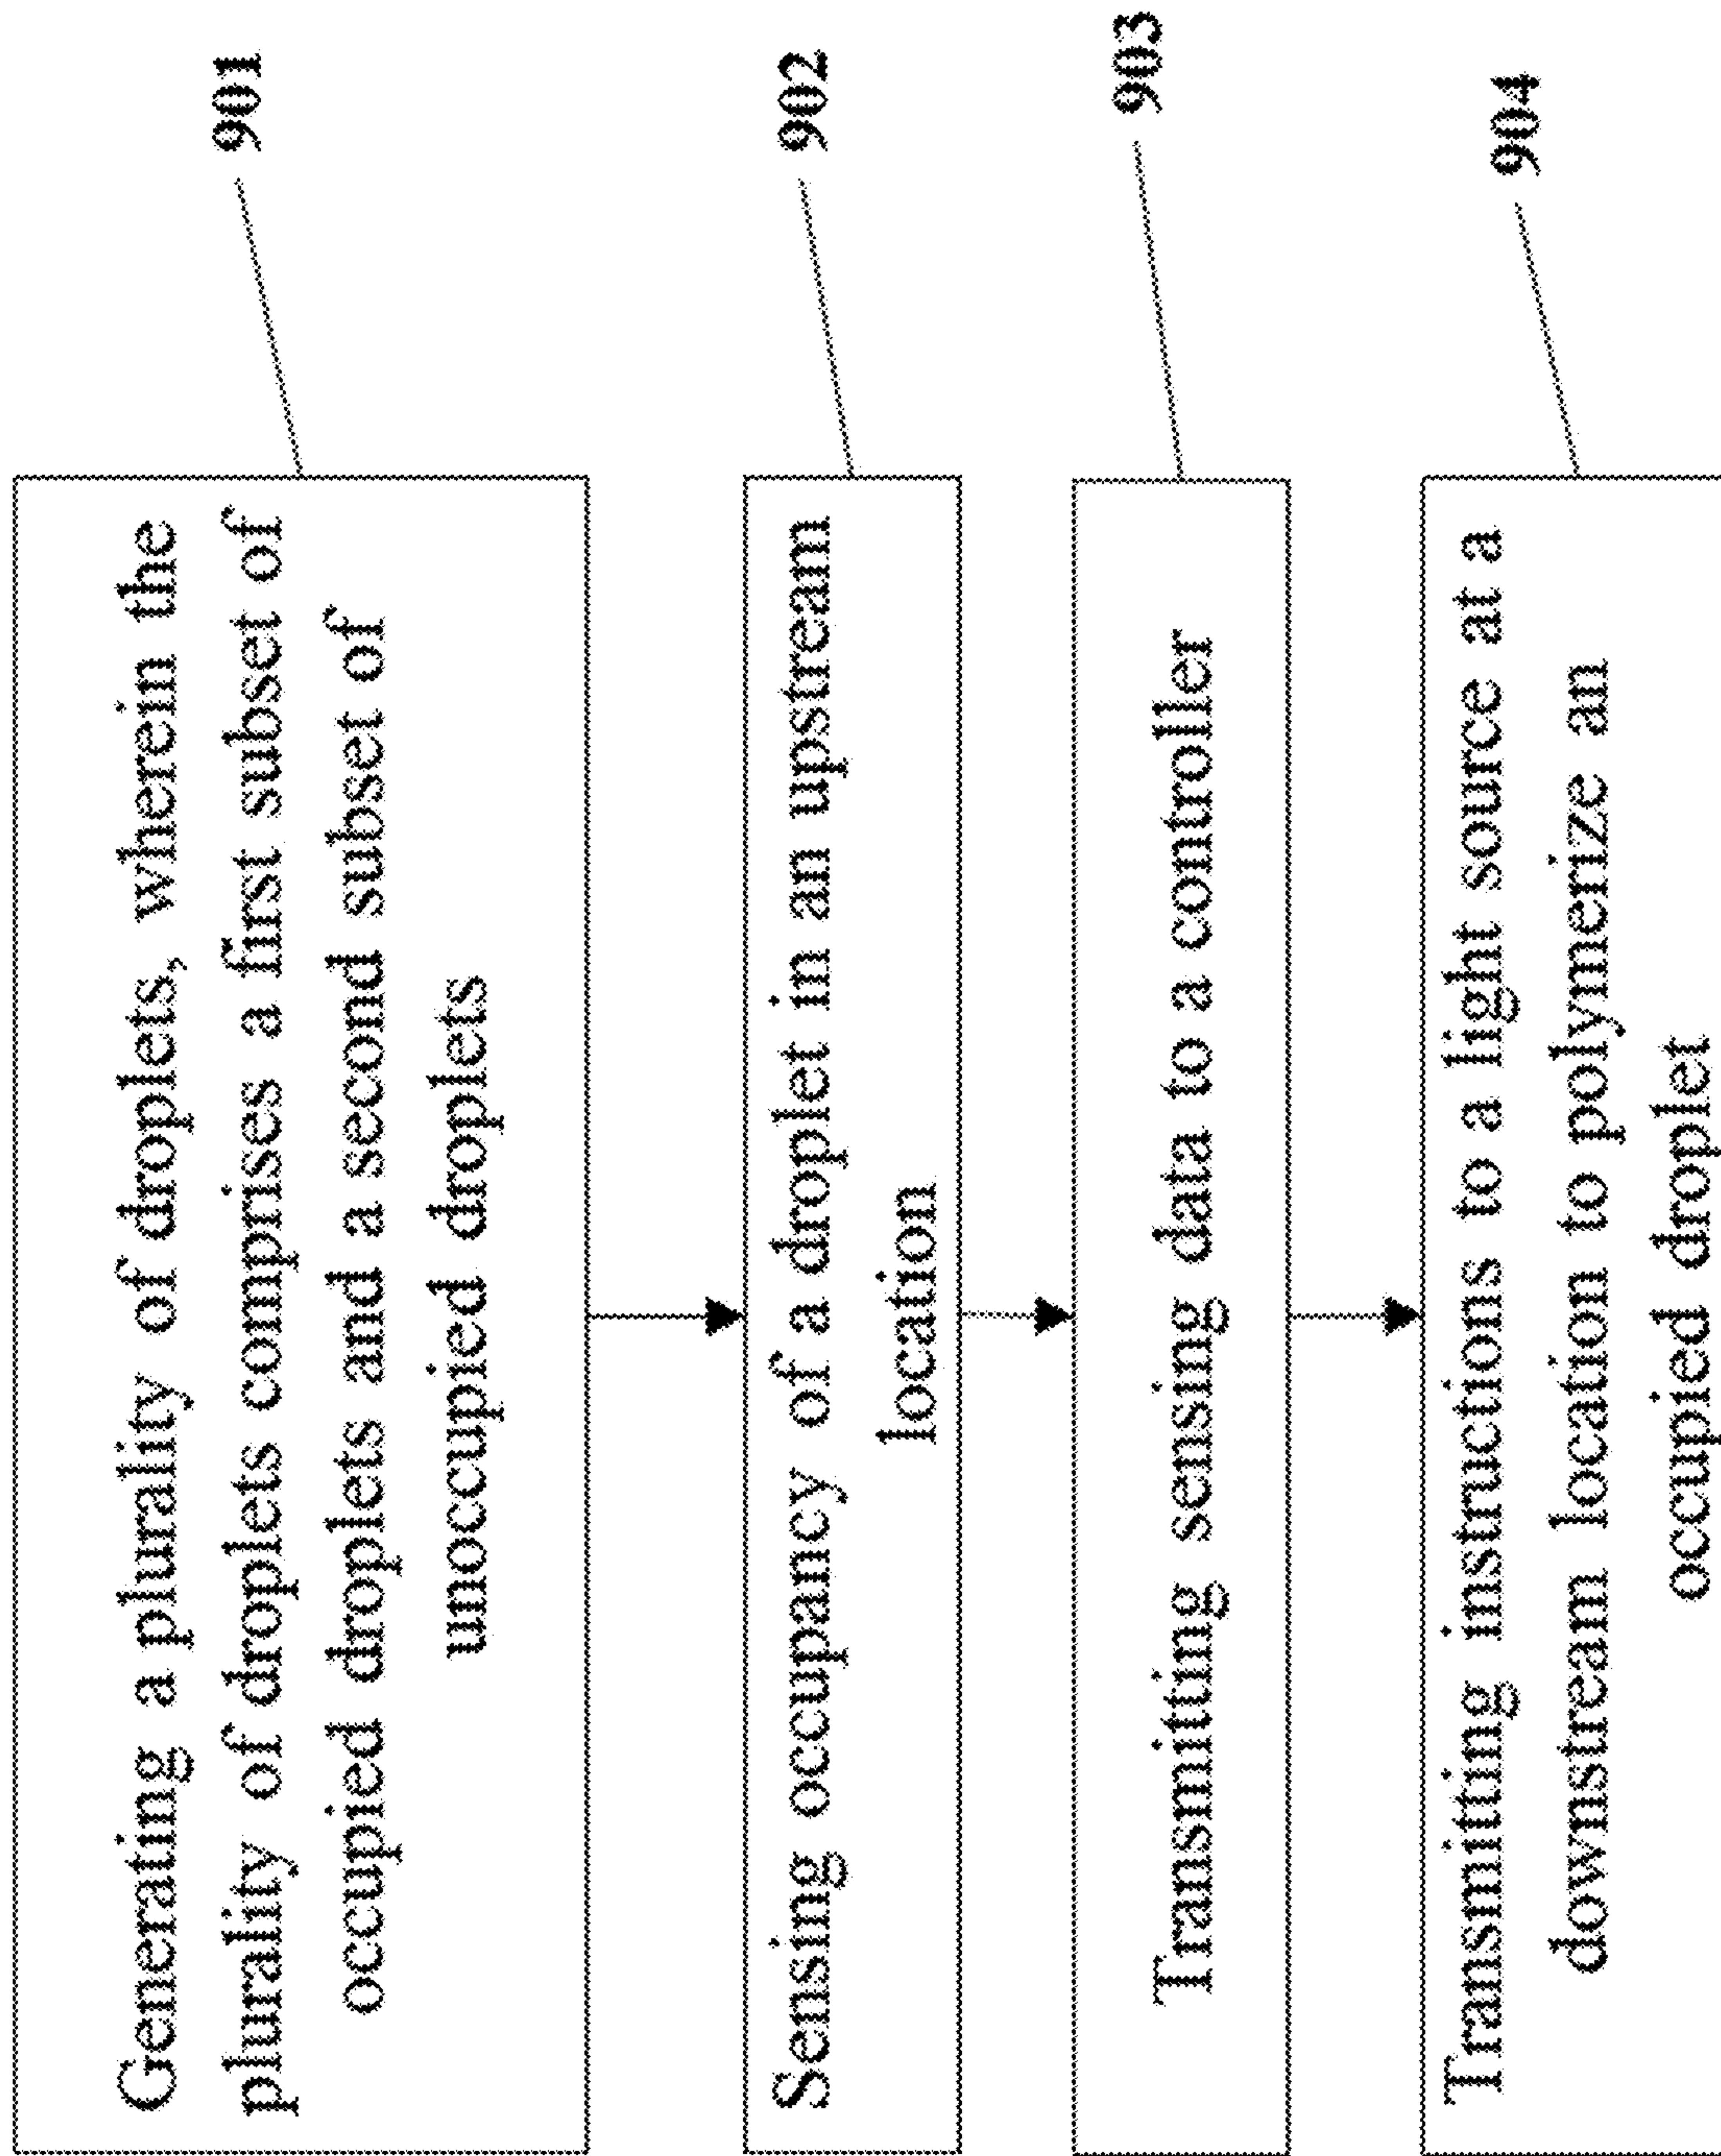 Generating a plurality of droplets, wherein the
plurality of droplets comprises a first subset of
occupied droplets and a second subset of
unoccupied droplets
901
Sensing occupancy of a droplet in an upstream
location
902
Transmitting sensing data to a controller
903
Transmitting instructions to a light source at a
downstream location to polymerize an
occupied droplet
904